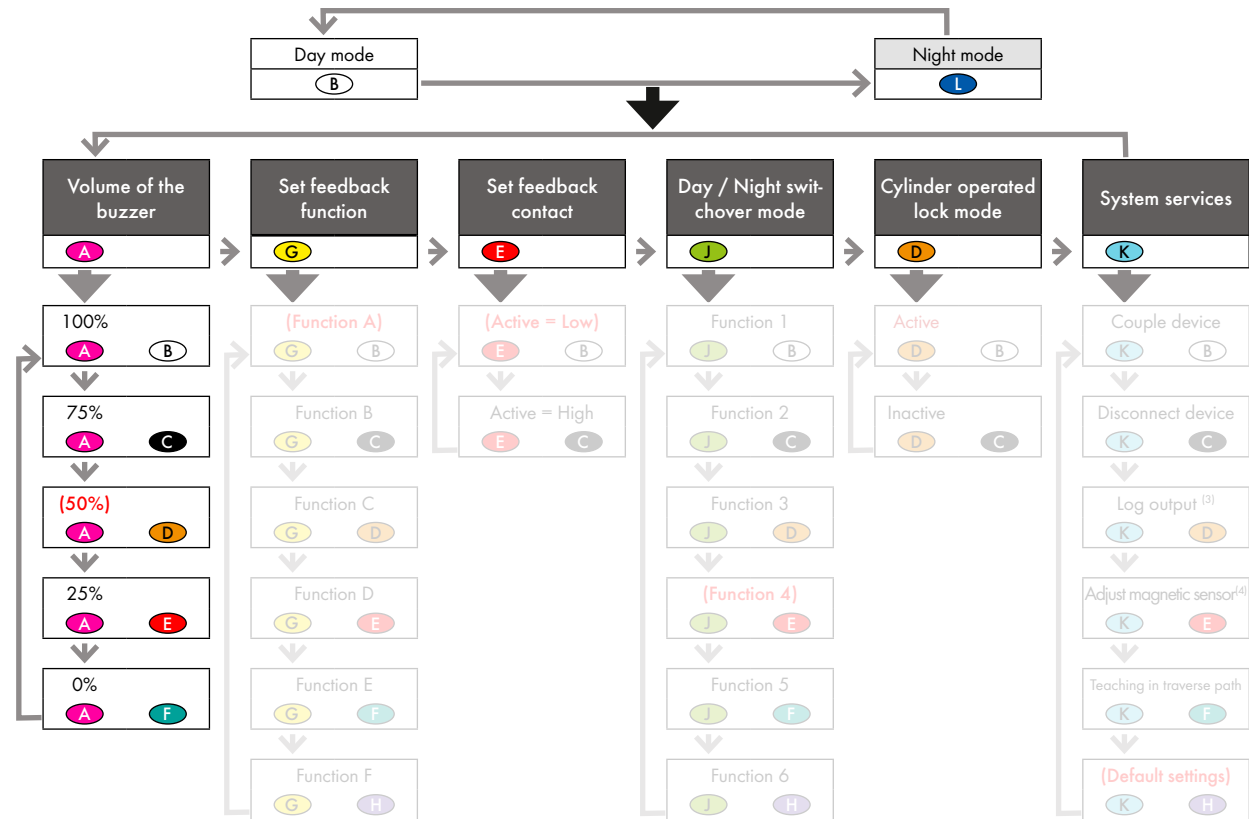 Day mode
B
Night mode
L
Volume of the
buzzer
A
Set feedback
function
G
Set feedback
contact
E
Day / Night swit-
chover mode
J
Cylinder operated
lock mode
D
System services
K
100%
A B
75%
A C
(50%)
A D
25%
A E
0%
A F
(Function A)
G B
Function B
G C
Function C
G D
Function D
G E
Function E
G F
Function F
G H
(Active = Low)
E B
Active = High
E C
Function 1
J B
Function 2
J C
Function 3
J D
(Function 4)
J E
Function 5
J F
Function 6
J H
Active
D B
Inactive
D C
Couple device
K B
Disconnect device
K C
Log output (3)
K D
Adjust magnetic sensor(4)
K E
Teaching in traverse path
K F
(Default settings)
K H